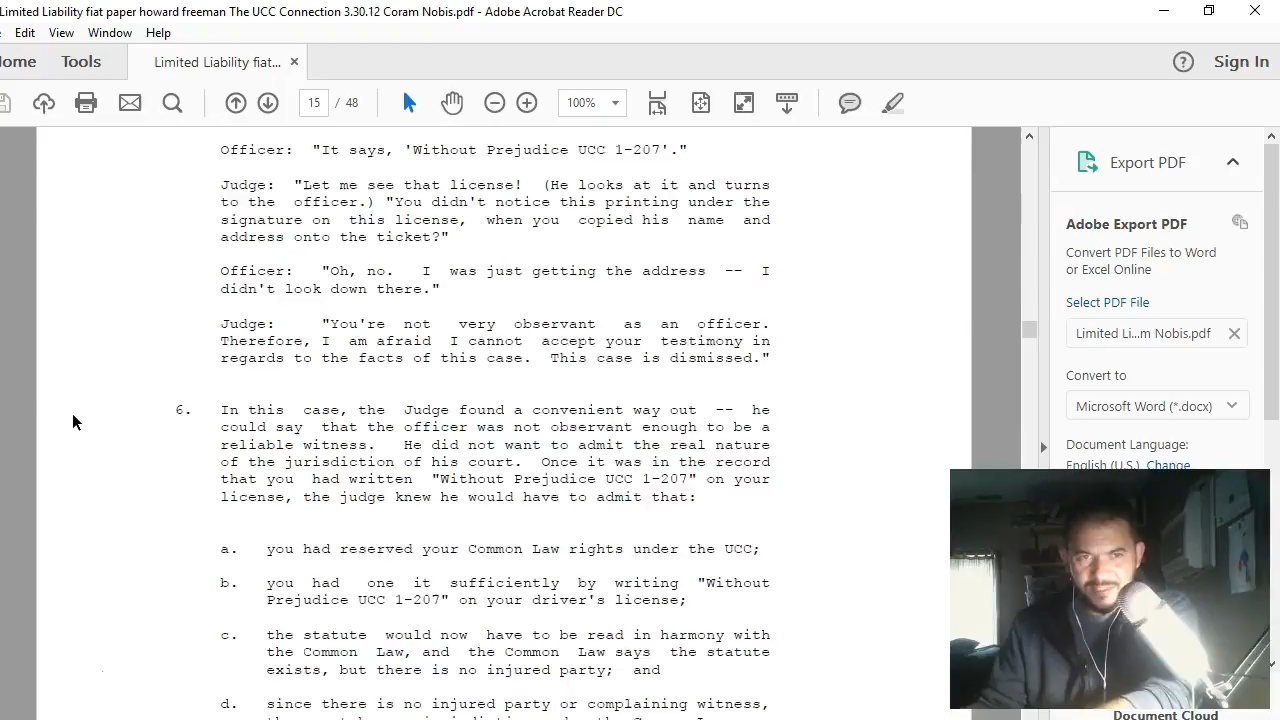 Limited Liability fiat paper howard freeman The UCC Connection 3.30.12 Coram Nobis.pdf - Adobe Acrobat Reader DC
Edit View Window Help
Home Tools Limited Liability fiat... × Sign In
15 / 48 100%
Officer: "It says, 'Without Prejudice UCC 1-207'."
Judge: "Let me see that license! (He looks at it and turns
to the officer.) "You didn't notice this printing under the
signature on this license, when you copied his name and
address onto the ticket?"
Officer: "Oh, no. I was just getting the address -- I
didn't look down there."
Judge: "You're not very observant as an officer.
Therefore, I am afraid I cannot accept your testimony in
regards to the facts of this case. This case is dismissed."
6. In this case, the Judge found a convenient way out -- he
could say that the officer was not observant enough to be a
reliable witness. He did not want to admit the real nature
of the jurisdiction of his court. Once it was in the record
that you had written "Without Prejudice UCC 1-207" on your
license, the judge knew he would have to admit that:
a. you had reserved your Common Law rights under the UCC;
b. you had one it sufficiently by writing "Without
Prejudice UCC 1-207" on your driver's license;
c. the statute would now have to be read in harmony with
the Common Law, and the Common Law says the statute
exists, but there is no injured party; and
d. since there is no injured party or complaining witness,
Export PDF
Adobe Export PDF
Convert PDF Files to Word
or Excel Online
Select PDF File
Limited Li...m Nobis.pdf
Convert to
Microsoft Word (*.docx)
Document Language:
English (U.S.) Change
Document Cloud